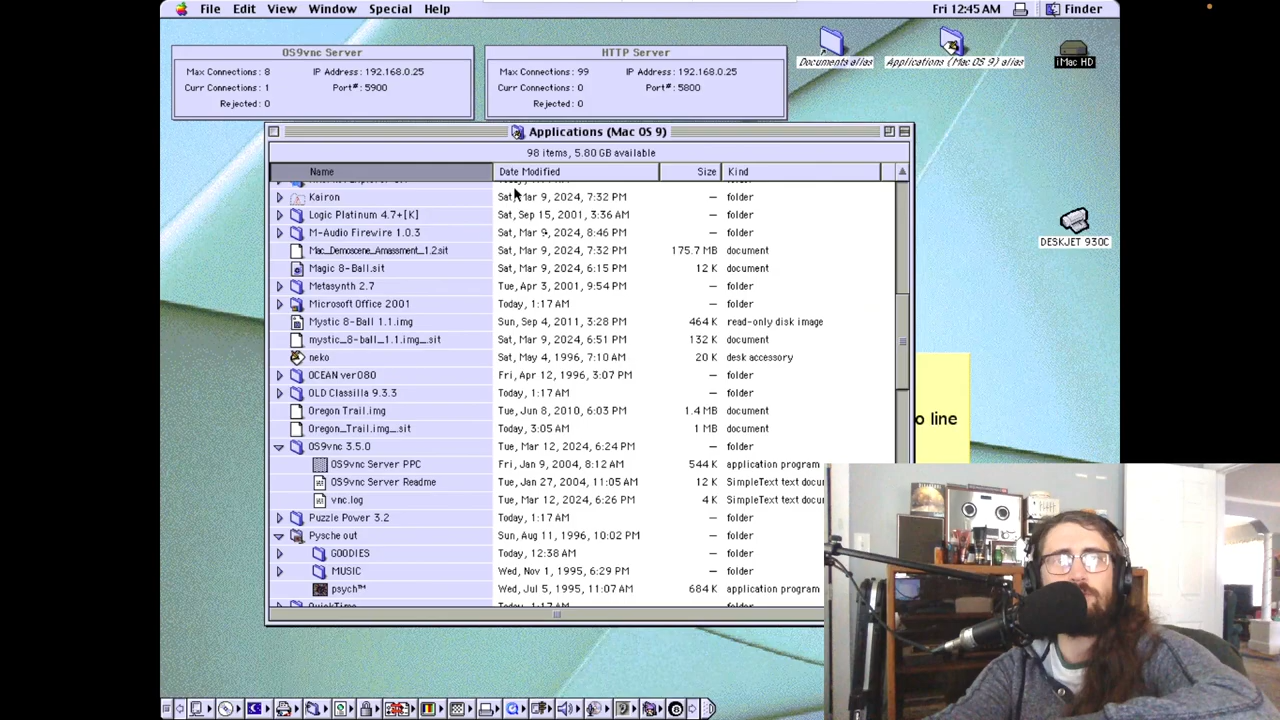 File Edit View Window Special Help
Fri 12:45 AM Finder
OS9vnc Server
Max Connections: 8 IP Address: 192.168.0.25
Curr Connections: 1 Port#: 5900
Rejected: 0
HTTP Server
Max Connections: 99 IP Address: 192.168.0.25
Curr Connections: 0 Port#: 5800
Rejected: 0
Documents alias
Applications (Mac OS 9) alias
iMac HD
DESKJET 930C
Applications (Mac OS 9)
98 items, 5.80 GB available
Name Date Modified Size Kind
Kairon Sat, Mar 9, 2024, 7:32 PM — folder
Logic Platinum 4.7+[K] Sat, Sep 15, 2001, 3:36 AM — folder
M-Audio Firewire 1.0.3 Sat, Mar 9, 2024, 8:46 PM — folder
Mac_Demoscene_Amassment_1.2.sit Sat, Mar 9, 2024, 7:32 PM 175.7 MB document
Magic 8-Ball.sit Sat, Mar 9, 2024, 6:15 PM 12 K document
Metasynth 2.7 Tue, Apr 3, 2001, 9:54 PM — folder
Microsoft Office 2001 Today, 1:17 AM — folder
Mystic 8-Ball 1.1.img Sun, Sep 4, 2011, 3:28 PM 464 K read-only disk image
mystic_8-ball_1.1.img_.sit Sat, Mar 9, 2024, 6:51 PM 132 K document
neko Sat, May 4, 1996, 7:10 AM 20 K desk accessory
OCEAN ver080 Fri, Apr 12, 1996, 3:07 PM — folder
OLD Classilla 9.3.3 Today, 1:17 AM — folder
Oregon Trail.img Tue, Jun 8, 2010, 6:03 PM 1.4 MB document
Oregon_Trail.img_.sit Today, 3:05 AM 1 MB document
OS9vnc 3.5.0 Tue, Mar 12, 2024, 6:24 PM — folder
OS9vnc Server PPC Fri, Jan 9, 2004, 8:12 AM 544 K application program
OS9vnc Server Readme Tue, Jan 27, 2004, 11:05 AM 12 K SimpleText text docu
vnc.log Tue, Mar 12, 2024, 6:26 PM 4 K SimpleText text docu
Puzzle Power 3.2 Today, 1:17 AM — folder
Pysche out Sun, Aug 11, 1996, 10:02 PM — folder
GOODIES Today, 12:38 AM — folder
MUSIC Wed, Nov 1, 1995, 6:29 PM — folder
psych™ Wed, Jul 5, 1995, 11:07 AM 684 K application program
QuickTime Today, 1:17 AM — folder
o line